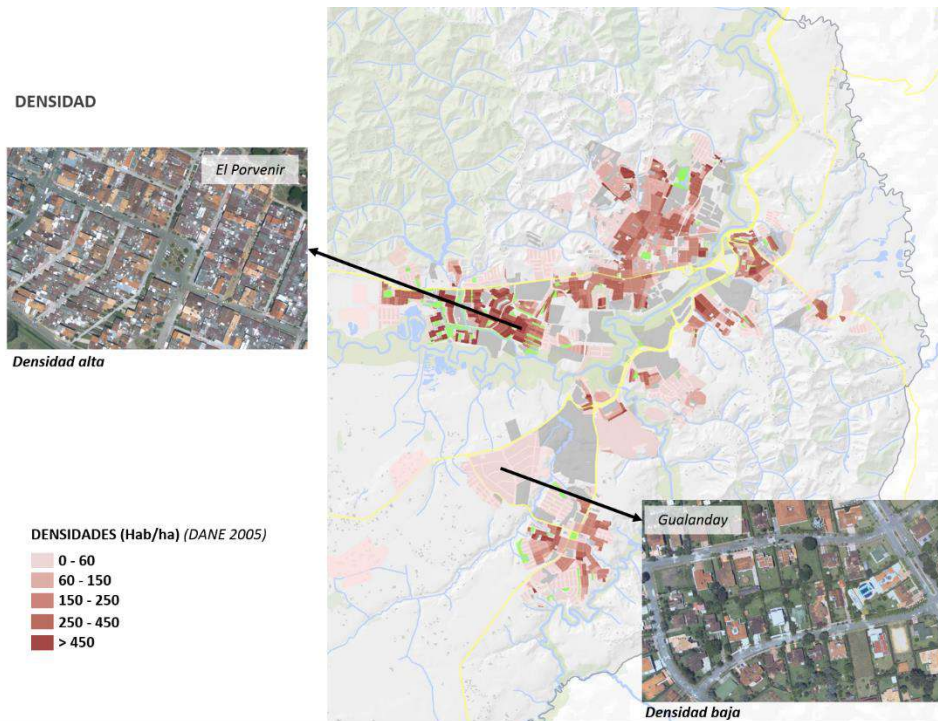 DENSIDAD
El Porvenir
Densidad alta
DENSIDADES (Hab/ha) (DANE 2005)
0 - 60
60 - 150
150 - 250
250 - 450
> 450
Gualanday
Densidad baja